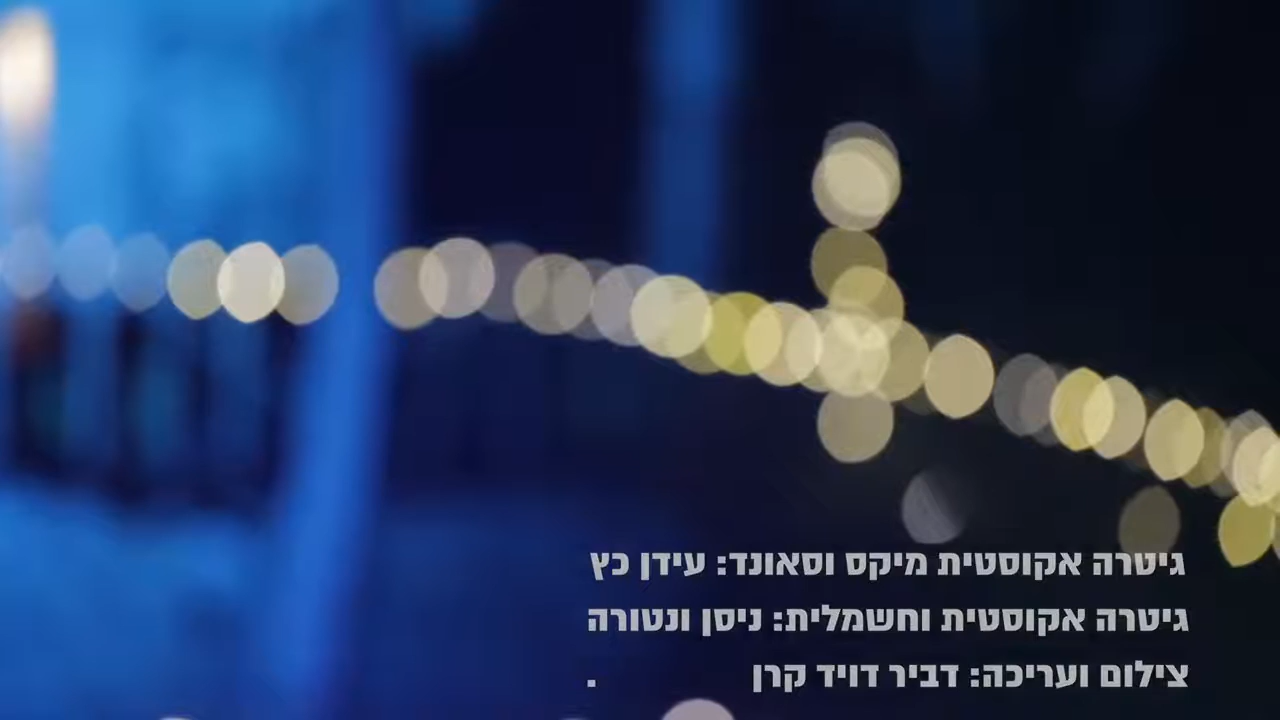 גיטרה אקוסטית מיקס וסאונד: עידן כץ
גיטרה אקוסטית וחשמלית: ניסן ונטורה
צילום ועריכה: דביר דויד קרן .